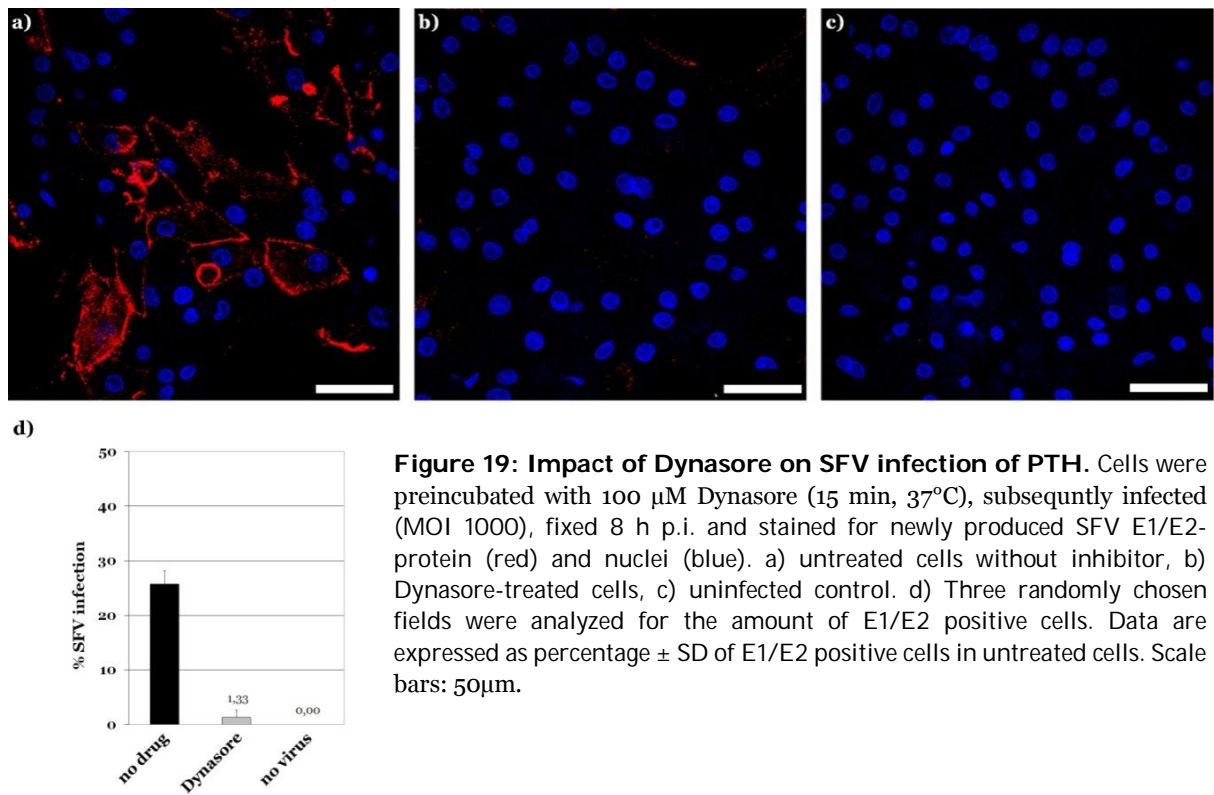 a)
b)
c)
d)
50
40
30
20
10
0
% SFV infection
1,33
0,00
no drug
Dynasore
no virus
Figure 19: Impact of Dynasore on SFV infection of PTH. Cells were
preincubated with 100 µM Dynasore (15 min, 37°C), subsequntly infected
(MOI 1000), fixed 8 h p.i. and stained for newly produced SFV E1/E2-
protein (red) and nuclei (blue). a) untreated cells without inhibitor, b)
Dynasore-treated cells, c) uninfected control. d) Three randomly chosen
fields were analyzed for the amount of E1/E2 positive cells. Data are
expressed as percentage ± SD of E1/E2 positive cells in untreated cells. Scale
bars: 50µm.